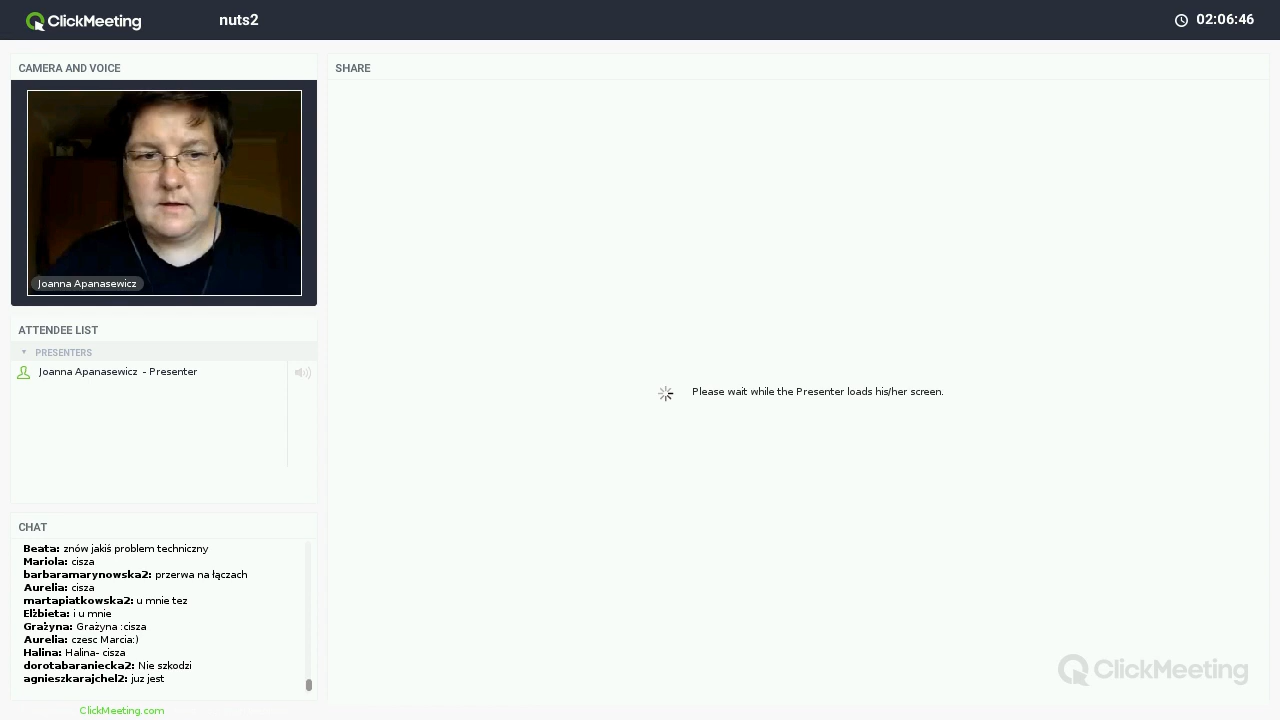 ClickMeeting
nuts2
02:06:46
CAMERA AND VOICE
Joanna Apanasewicz
ATTENDEE LIST
PRESENTERS
Joanna Apanasewicz - Presenter
CHAT
Beata: znów jakiś problem techniczny
Mariola: cisza
barbaramarynowska2: przerwa na łączach
Aurelia: cisza
martapiatkowska2: u mnie tez
Elżbieta: i u mnie
Grażyna: Grażyna :cisza
Aurelia: czesc Marcia:)
Halina: Halina- cisza
dorotabaraniecka2: Nie szkodzi
agnieszkarajchel2: juz jest
ClickMeeting.com
SHARE
Please wait while the Presenter loads his/her screen.
ClickMeeting